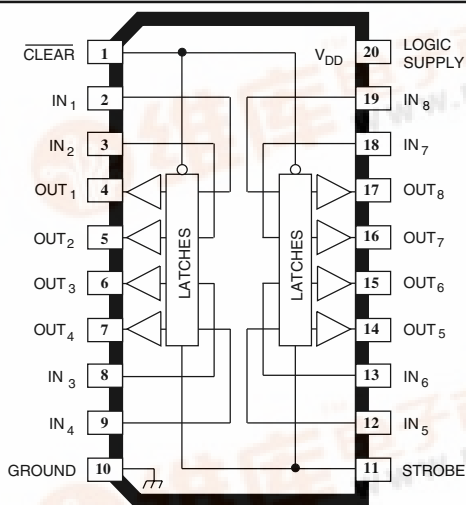 CLEAR 1
IN1 2
IN2 3
OUT1 4
OUT2 5
OUT3 6
OUT4 7
IN3 8
IN4 9
GROUND 10
LATCHES
LATCHES
VDD 20 LOGIC
SUPPLY
19 IN8
18 IN7
17 OUT8
16 OUT7
15 OUT6
14 OUT5
13 IN6
12 IN5
11 STROBE
维库